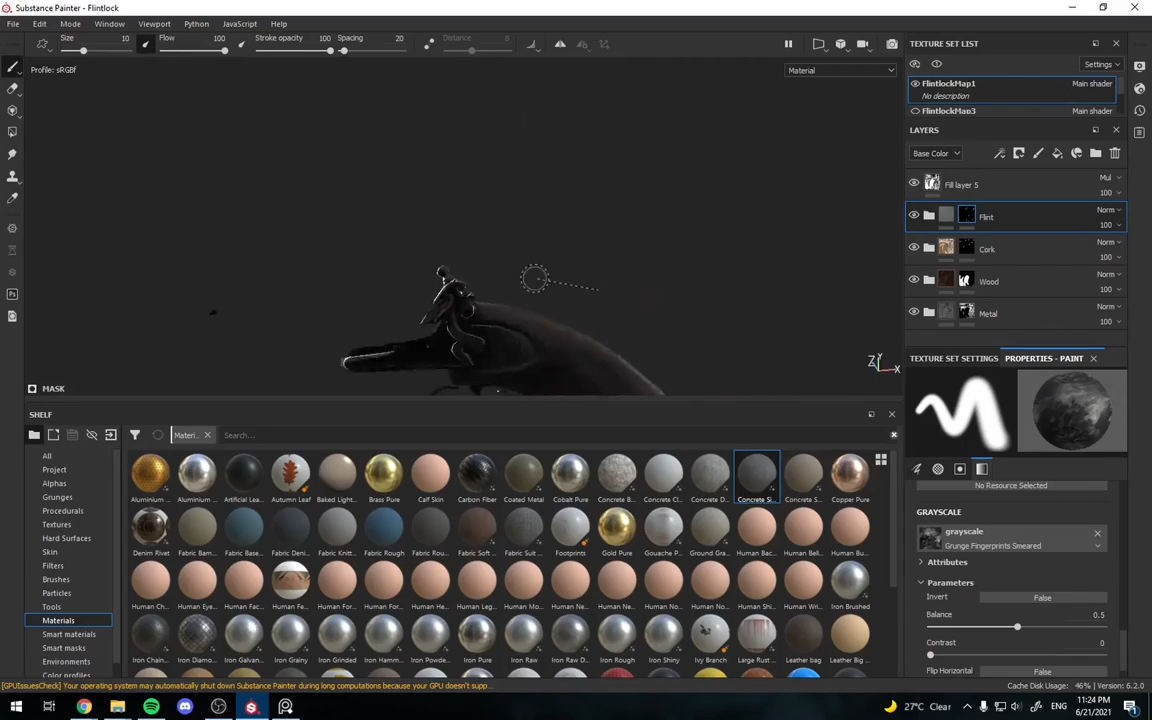 Substance Painter - Flintlock
File Edit Mode Window Viewport Python JavaScript Help
Size 10 Flow 100 Stroke opacity 100 Spacing 20 Distance 8
Profile: sRGBf
Material
Z Y X
MASK
TEXTURE SET LIST
Settings
FlintlockMap1 Main shader
No description
FlintlockMap3 Main shader
LAYERS
Base Color
Fill layer 5 Mul
100
Flint Norm
100
Cork Norm
100
Wood Norm
100
Metal Norm
100
TEXTURE SET SETTINGS PROPERTIES - PAINT
No Resource Selected
GRAYSCALE
grayscale
Grunge Fingerprints Smeared
Attributes
Parameters
Invert False
Balance 0.5
Contrast 0
Flip Horizontal False
SHELF
Materi... Search...
All
Project
Alphas
Grunges
Procedurals
Textures
Hard Surfaces
Skin
Filters
Brushes
Particles
Tools
Materials
Smart materials
Smart masks
Environments
Color profiles
Aluminium ... Aluminium ... Artificial Lea... Autumn Leaf Baked Light... Brass Pure Calf Skin Carbon Fiber Coated Metal Cobalt Pure Concrete B... Concrete Cl... Concrete D... Concrete Si... Concrete S... Copper Pure
Denim Rivet Fabric Bam... Fabric Base... Fabric Deni... Fabric Knitt... Fabric Rough Fabric Rou... Fabric Soft ... Fabric Suit ... Footprints Gold Pure Gouache P... Ground Gra... Human Bac... Human Bell... Human Bu...
Human Ch... Human Eye... Human Fac... Human Fe... Human For... Human For... Human He... Human Leg... Human Mo... Human Ne... Human Ne... Human No... Human No... Human Shi... Human Wri... Iron Brushed
Iron Chain... Iron Diamo... Iron Galvan... Iron Grainy Iron Grinded Iron Hamm... Iron Powde... Iron Pure Iron Raw Iron Raw D... Iron Rough Iron Shiny Ivy Branch Large Rust ... Leather bag Leather Big ...
[GPUIssuesCheck] Your operating system may automatically shut down Substance Painter during long computations because your GPU doesn't supp...
Cache Disk Usage: 46% | Version: 6.2.0
27°C Clear ENG 11:24 PM
6/21/2021